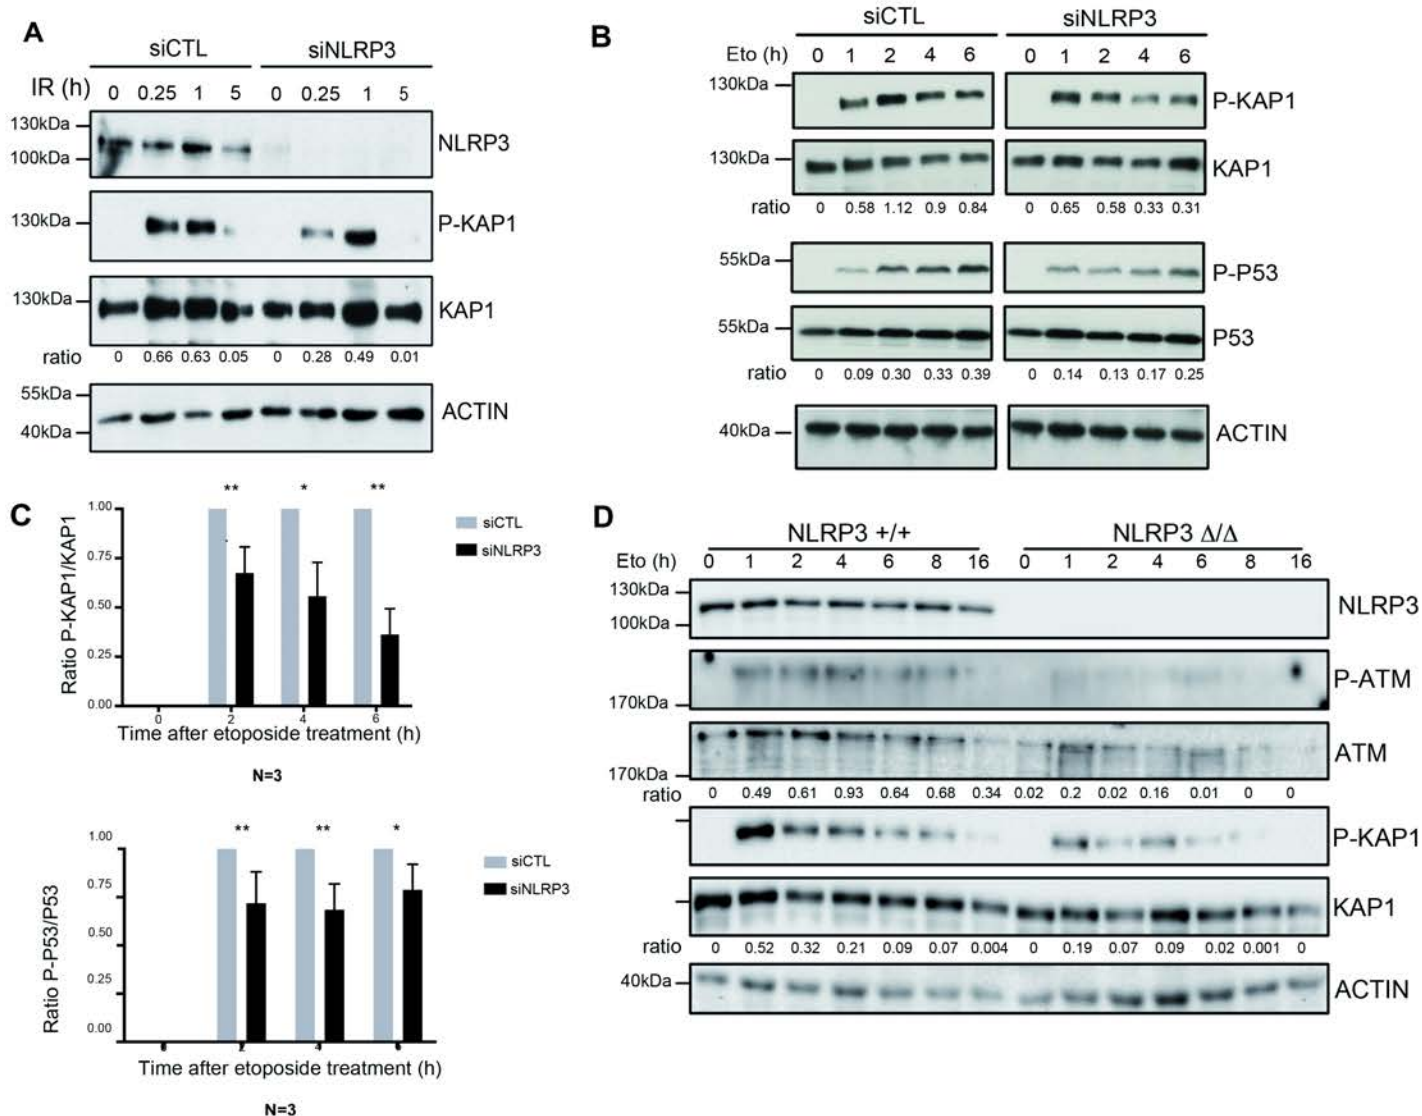 A
siCTL siNLRP3
IR (h) 0 0.25 1 5 0 0.25 1 5
130kDa
100kDa
NLRP3
130kDa
P-KAP1
130kDa
KAP1
ratio 0 0.66 0.63 0.05 0 0.28 0.49 0.01
55kDa
40kDa
ACTIN
B
siCTL siNLRP3
Eto (h) 0 1 2 4 6 0 1 2 4 6
130kDa
P-KAP1
130kDa
KAP1
ratio 0 0.58 1.12 0.9 0.84 0 0.65 0.58 0.33 0.31
55kDa
P-P53
55kDa
P53
ratio 0 0.09 0.30 0.33 0.39 0 0.14 0.13 0.17 0.25
40kDa
ACTIN
C
Ratio P-KAP1/KAP1
1.00
0.75
0.50
0.25
0.00
** * **
siCTL
siNLRP3
0 2 4 6
Time after etoposide treatment (h)
N=3
Ratio P-P53/P53
1.00
0.75
0.50
0.25
0.00
** ** *
siCTL
siNLRP3
Time after etoposide treatment (h)
N=3
D
NLRP3 +/+ NLRP3 Δ/Δ
Eto (h) 0 1 2 4 6 8 16 0 1 2 4 6 8 16
130kDa
100kDa
NLRP3
P-ATM
170kDa
ATM
170kDa
ratio 0 0.49 0.61 0.93 0.64 0.68 0.34 0.02 0.2 0.02 0.16 0.01 0 0
P-KAP1
KAP1
ratio 0 0.52 0.32 0.21 0.09 0.07 0.004 0 0.19 0.07 0.09 0.02 0.001 0
40kDa
ACTIN